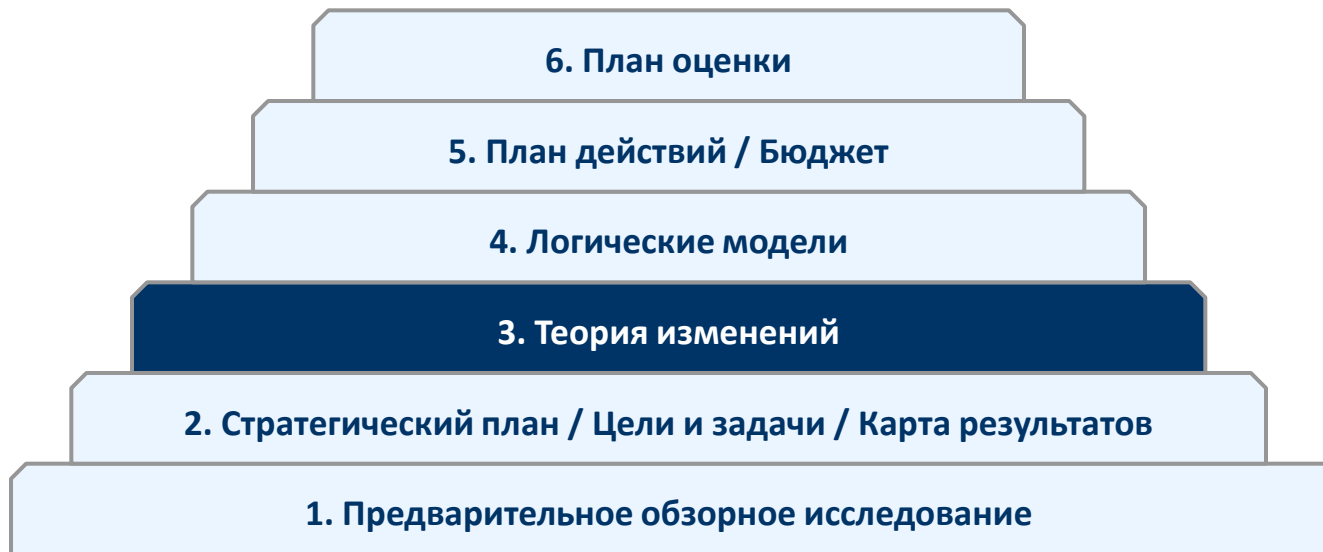 6. План оценки
5. План действий / Бюджет
4. Логические модели
3. Теория изменений
2. Стратегический план / Цели и задачи / Карта результатов
1. Предварительное обзорное исследование